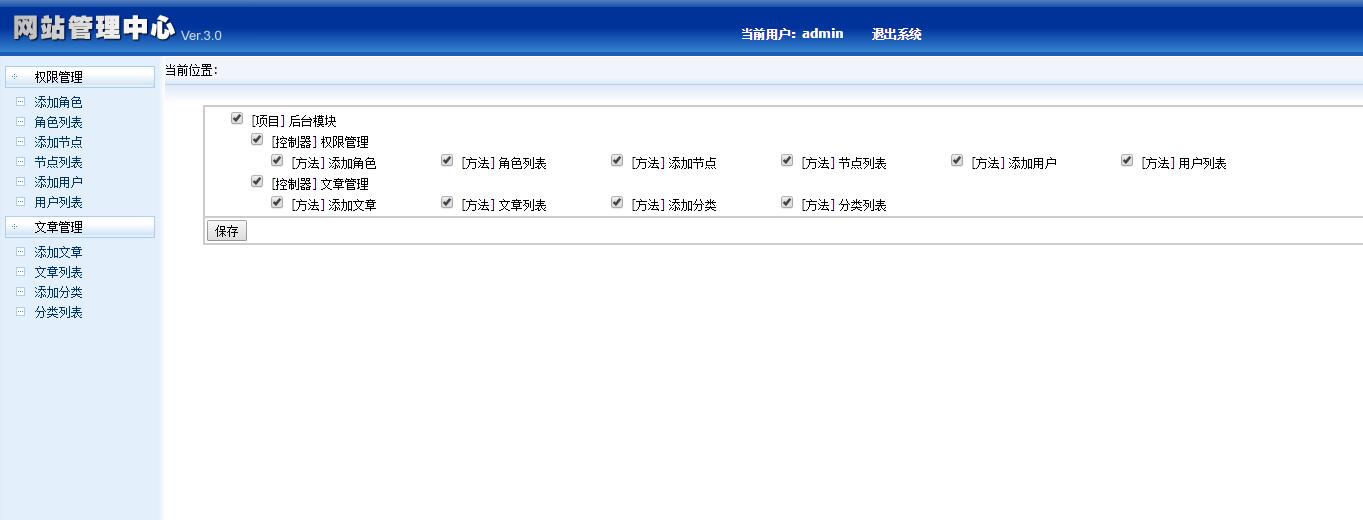 网站管理中心 Ver.3.0
当前用户: admin 退出系统
权限管理
添加角色
角色列表
添加节点
节点列表
添加用户
用户列表
文章管理
添加文章
文章列表
添加分类
分类列表
当前位置:
[项目] 后台模块
[控制器] 权限管理
[方法] 添加角色 [方法] 角色列表 [方法] 添加节点 [方法] 节点列表 [方法] 添加用户 [方法] 用户列表
[控制器] 文章管理
[方法] 添加文章 [方法] 文章列表 [方法] 添加分类 [方法] 分类列表
保存